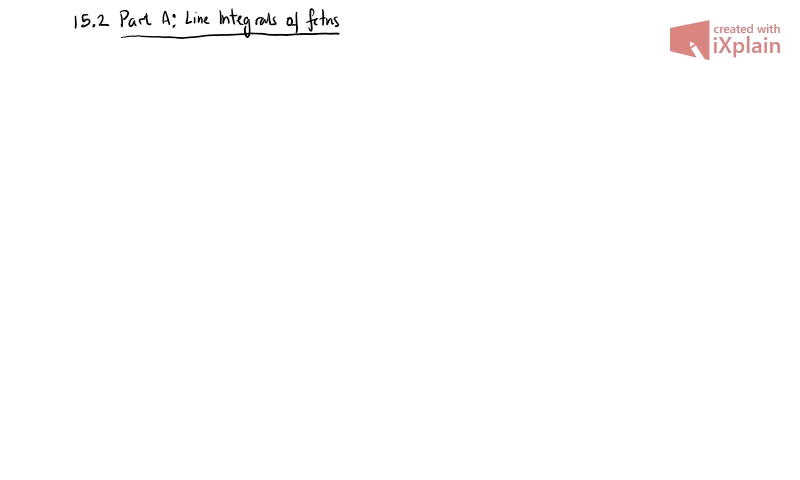 15.2 Part A: Line Integrals of fctns
created with
iXplain